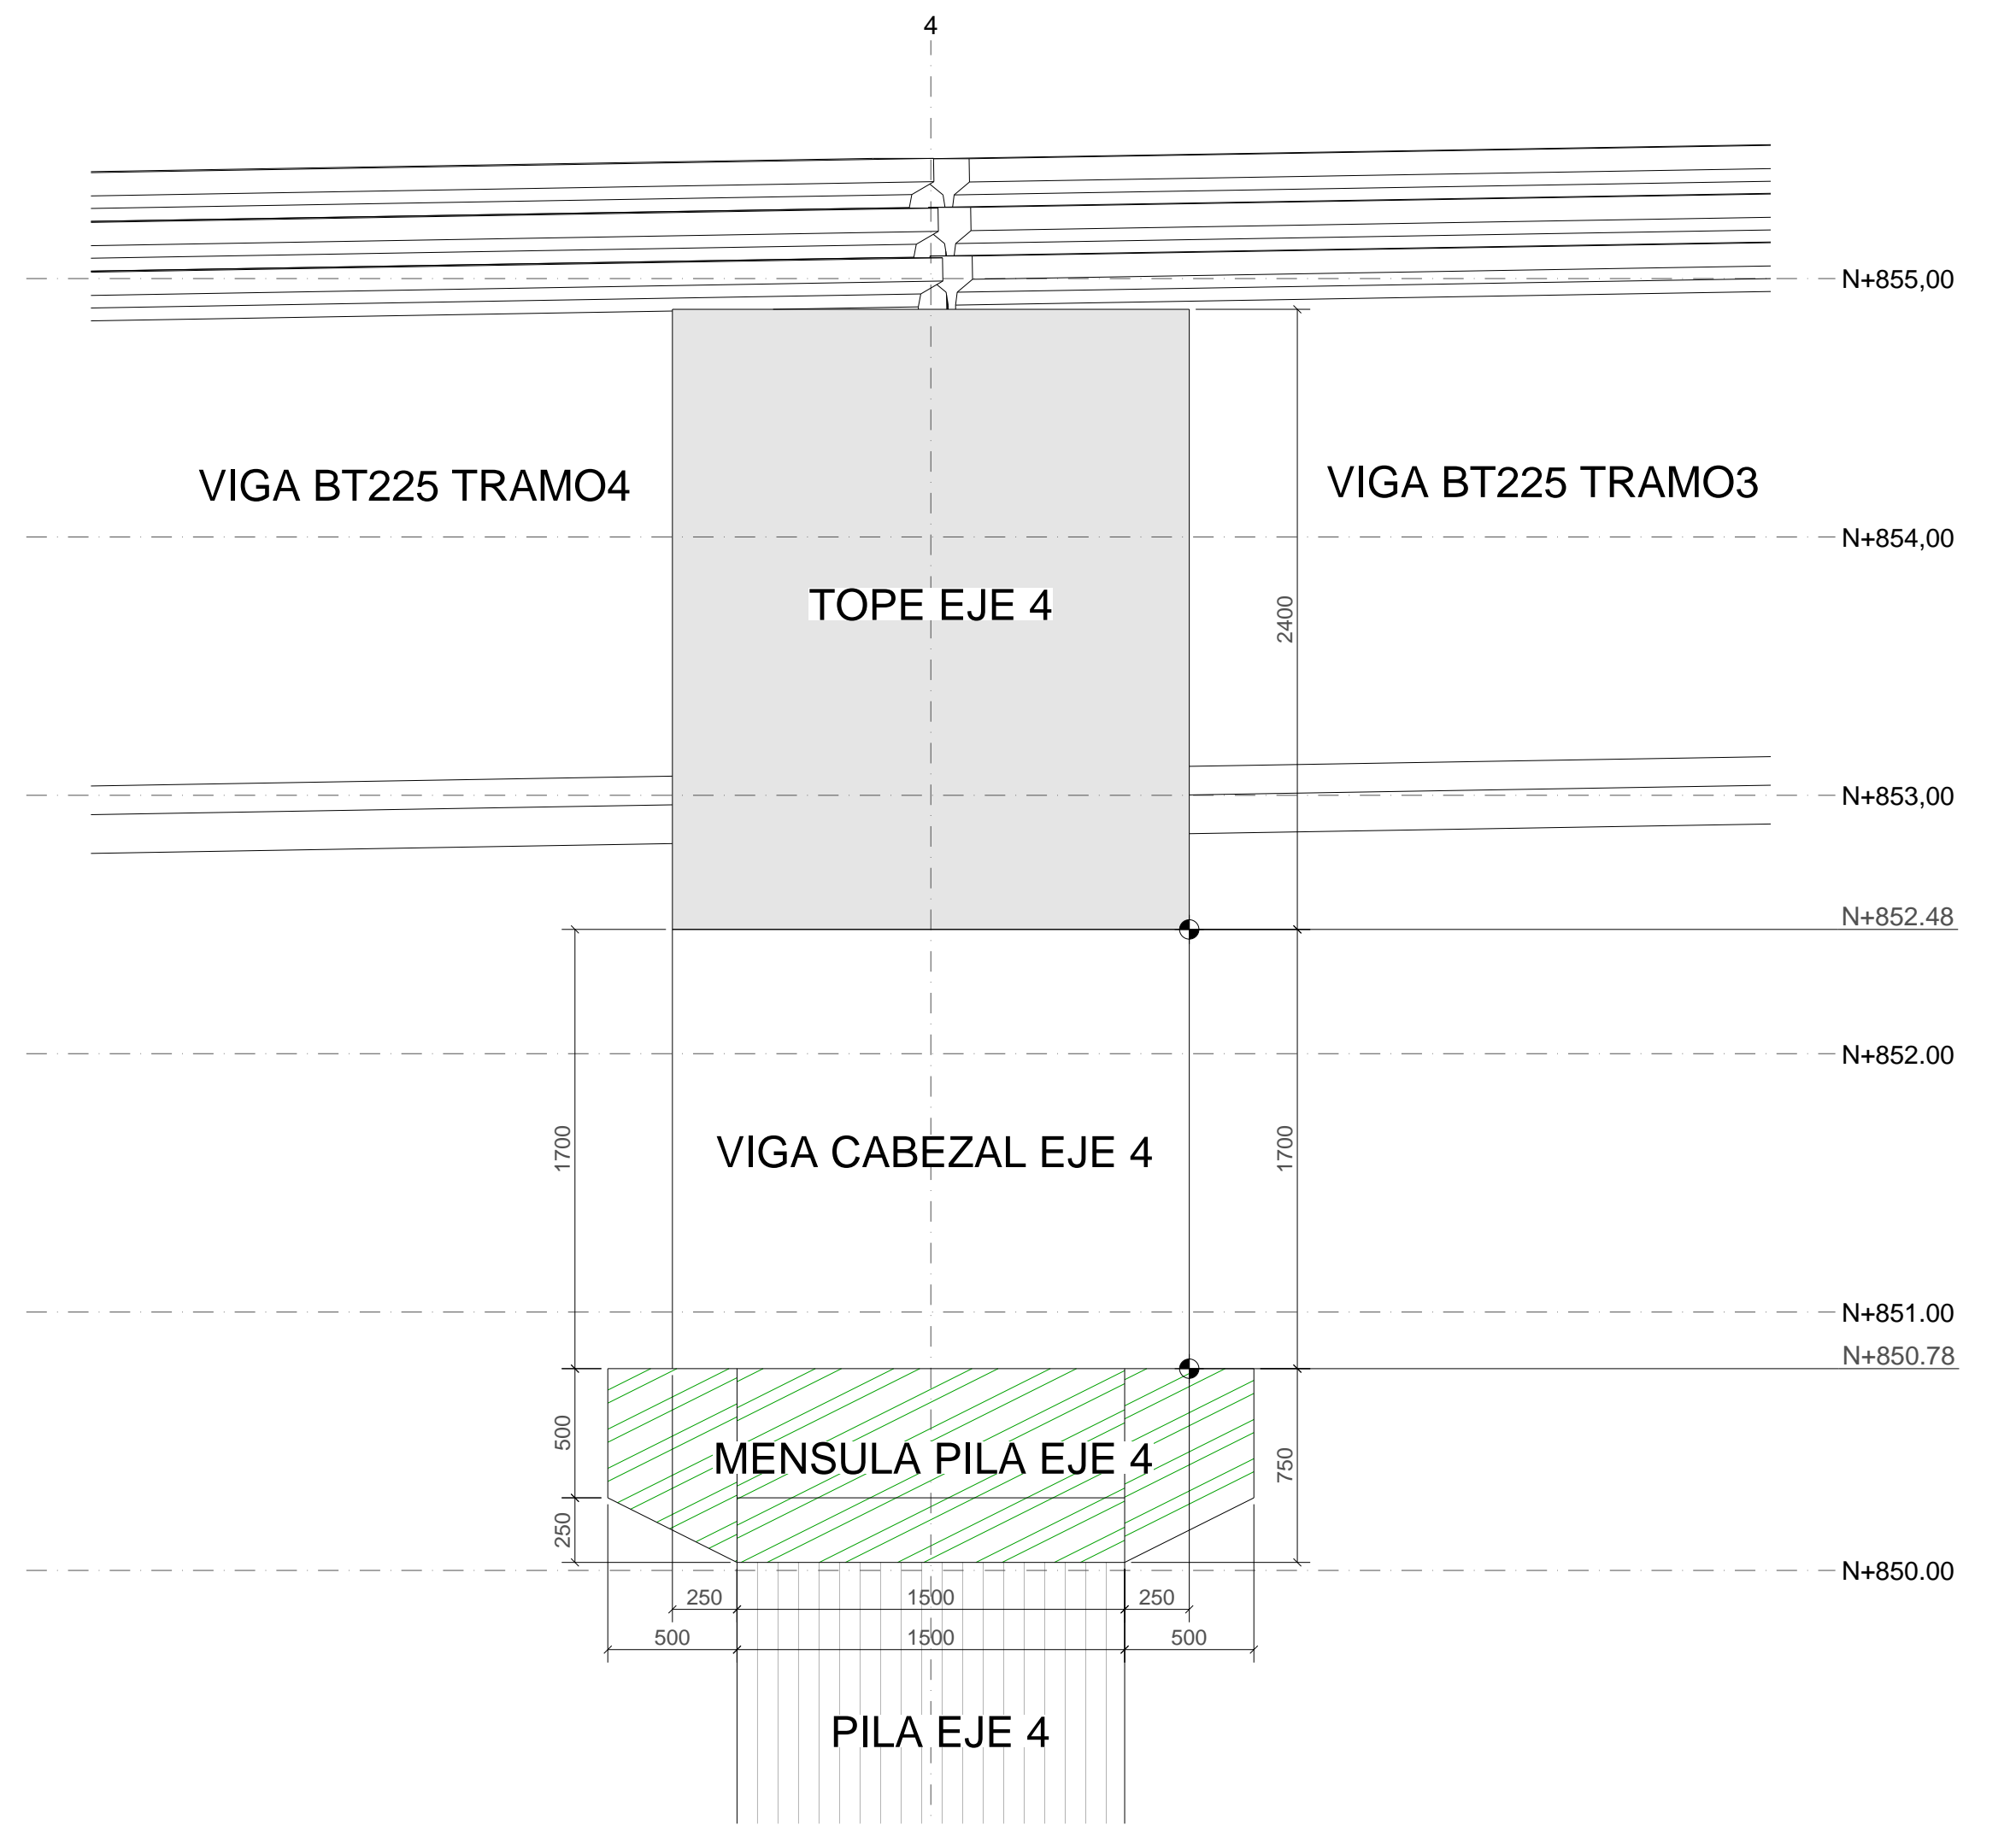 4
N+855,00
VIGA BT225 TRAMO4
VIGA BT225 TRAMO3
N+854,00
TOPE EJE 4
2400
N+853,00
N+852.48
N+852.00
1700
VIGA CABEZAL EJE 4
1700
N+851.00
N+850.78
500
MENSULA PILA EJE 4
750
250
N+850.00
250
1500
250
500
1500
500
PILA EJE 4